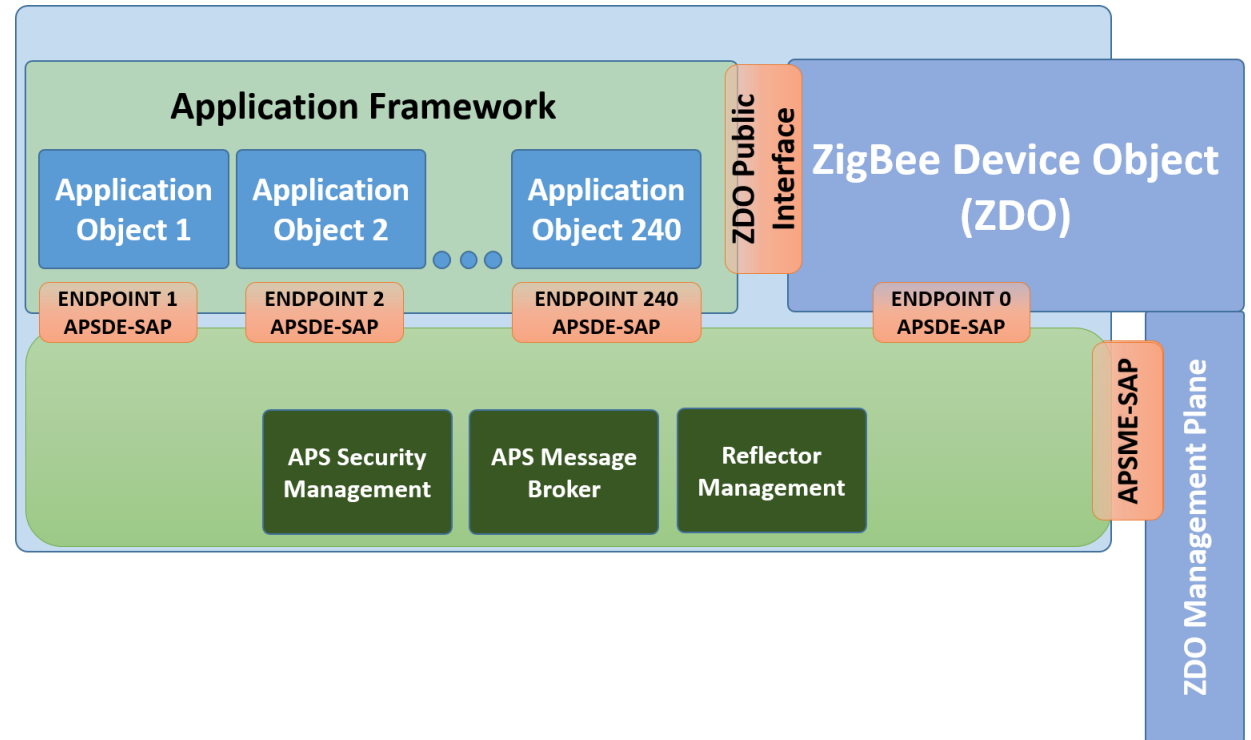 Application Framework
Application
Object 1
Application
Object 2
Application
Object 240
ZDO Public
Interface
ZigBee Device Object
(ZDO)
ENDPOINT 1
APSDE-SAP
ENDPOINT 2
APSDE-SAP
ENDPOINT 240
APSDE-SAP
ENDPOINT 0
APSDE-SAP
APS Security
Management
APS Message
Broker
Reflector
Management
APSME-SAP
ZDO Management Plane